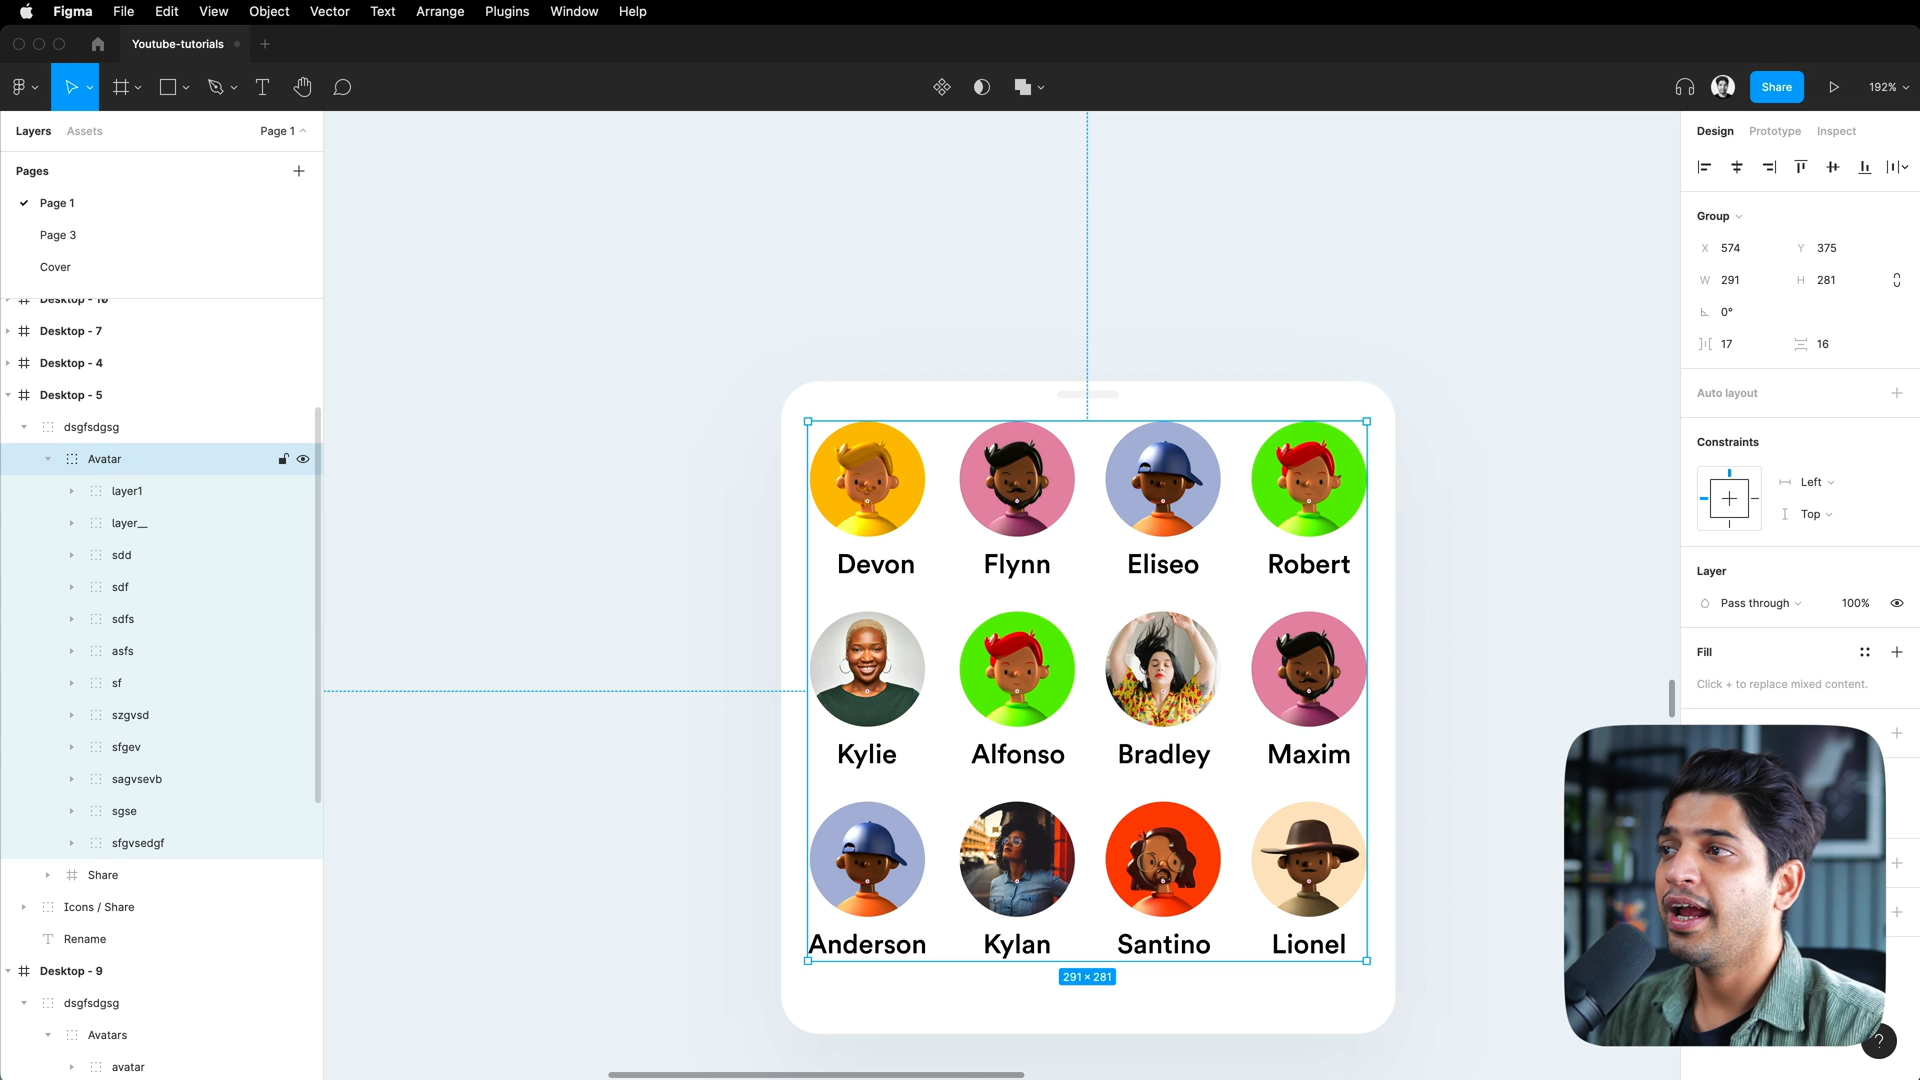 Figma File Edit View Object Vector Text Arrange Plugins Window Help
Youtube-tutorials
Share 192%
Layers Assets Page 1
Design Prototype Inspect
Pages
Page 1
Page 3
Cover
Desktop - 10
Desktop - 7
Desktop - 4
Desktop - 5
dsgfsdgsg
Avatar
layer1
layer__
sdd
sdf
sdfs
asfs
sf
szgvsd
sfgev
sagvsevb
sgse
sfgvsedgf
Share
Icons / Share
Rename
Desktop - 9
dsgfsdgsg
Avatars
avatar
Devon Flynn Eliseo Robert
Kylie Alfonso Bradley Maxim
Anderson Kylan Santino Lionel
291 × 281
Group
X 574 Y 375
W 291 H 281
0°
17 16
Auto layout
Constraints
Left
Top
Layer
Pass through 100%
Fill
Click + to replace mixed content.
?